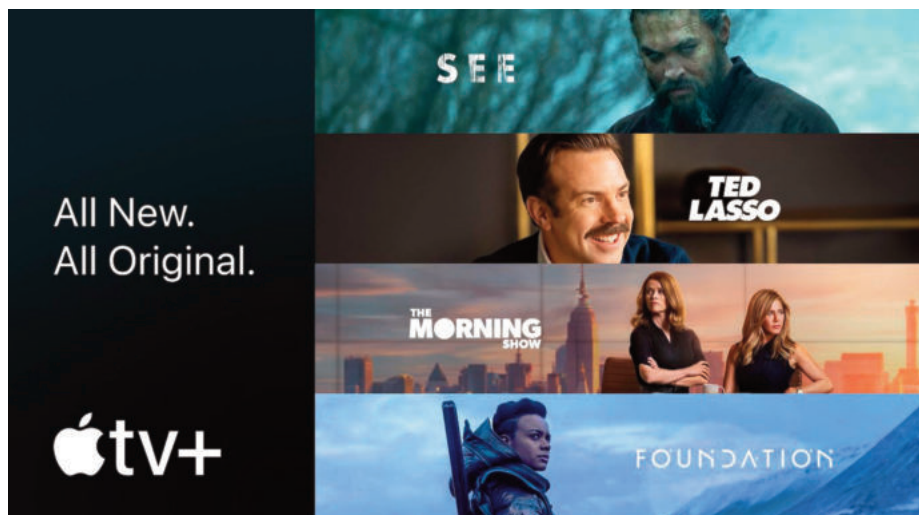 All New.
All Original.
tv+
SEE
TED
LASSO
THE
MORNING
SHOW
FOUNDATION